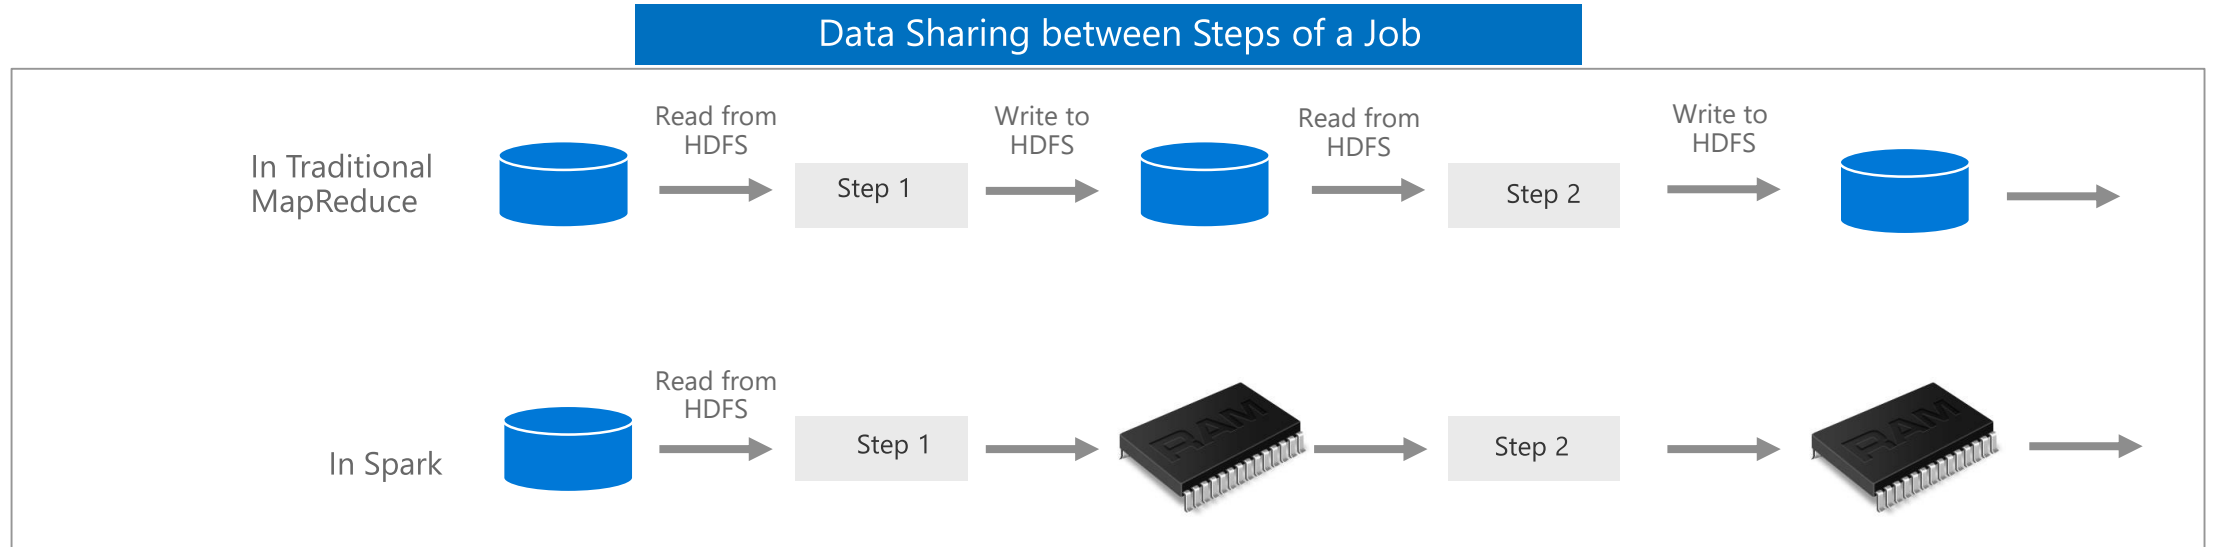 Data Sharing between Steps of a Job
In Traditional
MapReduce
Read from
HDFS
Step 1
Write to
HDFS
Read from
HDFS
Step 2
Write to
HDFS
In Spark
Read from
HDFS
Step 1
RAM
Step 2
RAM